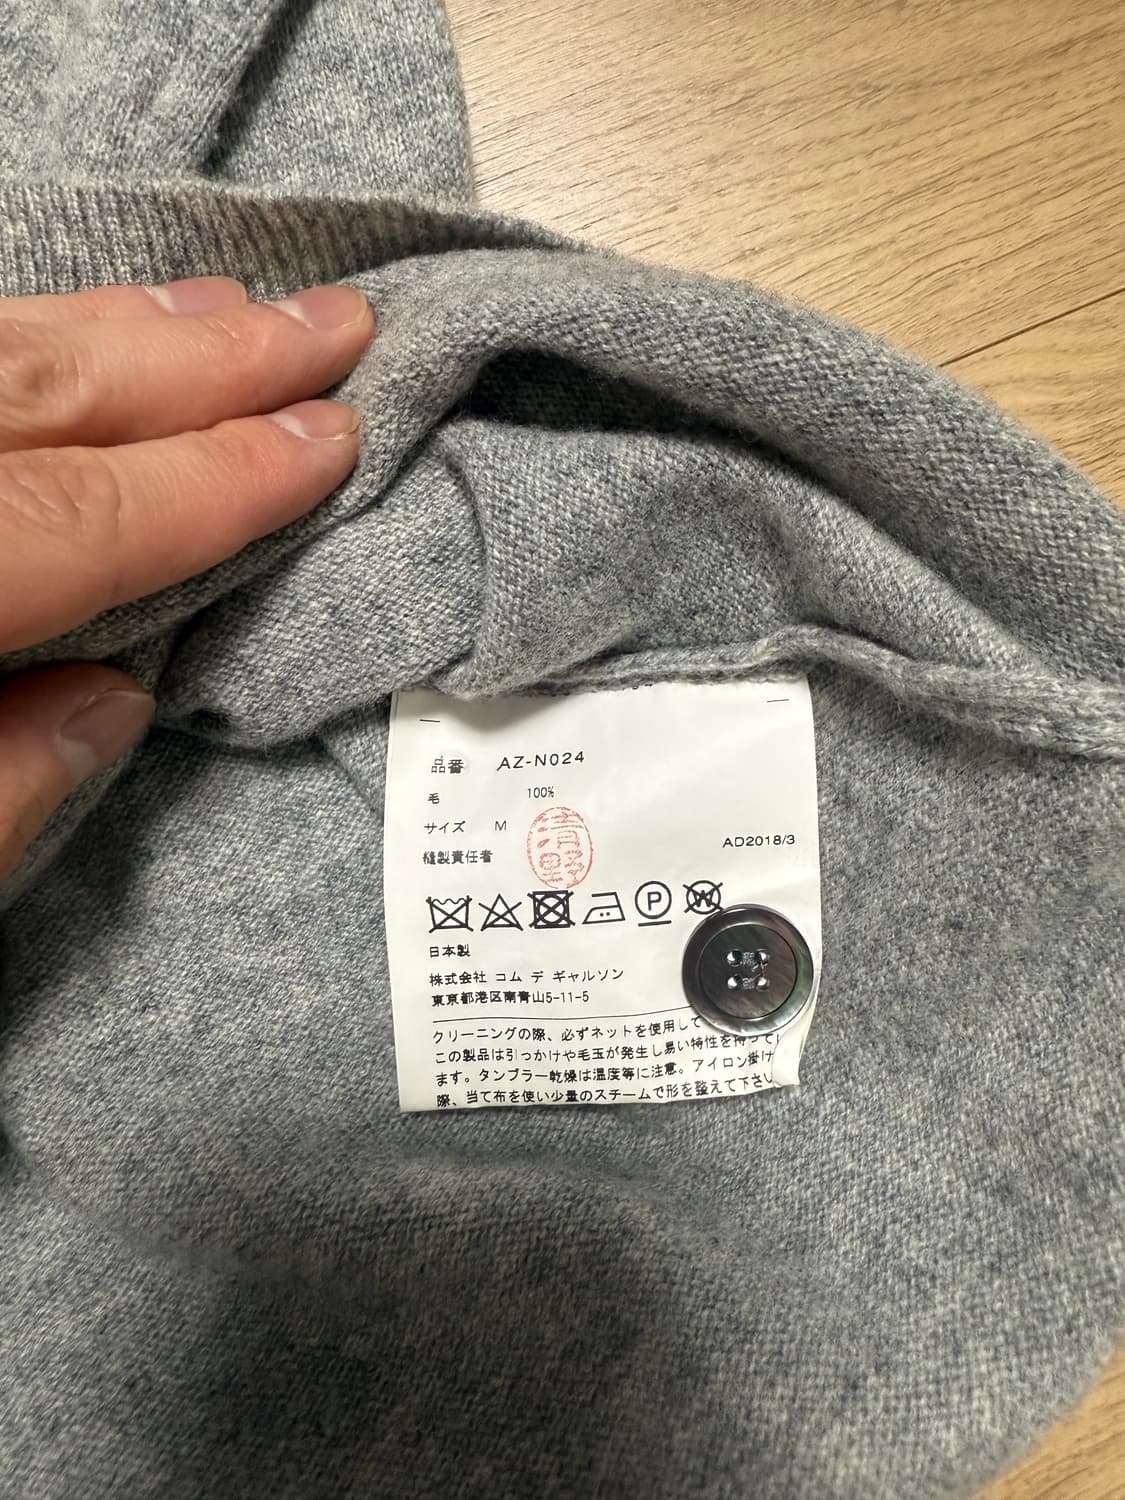 品番 AZ-N024
毛 100%
サイズ M
AD2018/3
縫製責任者 清野
P W
日本製
株式会社 コム デ ギャルソン
東京都港区南青山5-11-5
クリーニングの際、必ずネットを使用して
この製品は引っかけや毛玉が発生し易い特性を持って
ます。タンブラー乾燥は温度等に注意。アイロン掛け
際、当て布を使い少量のスチームで形を整えて下さ